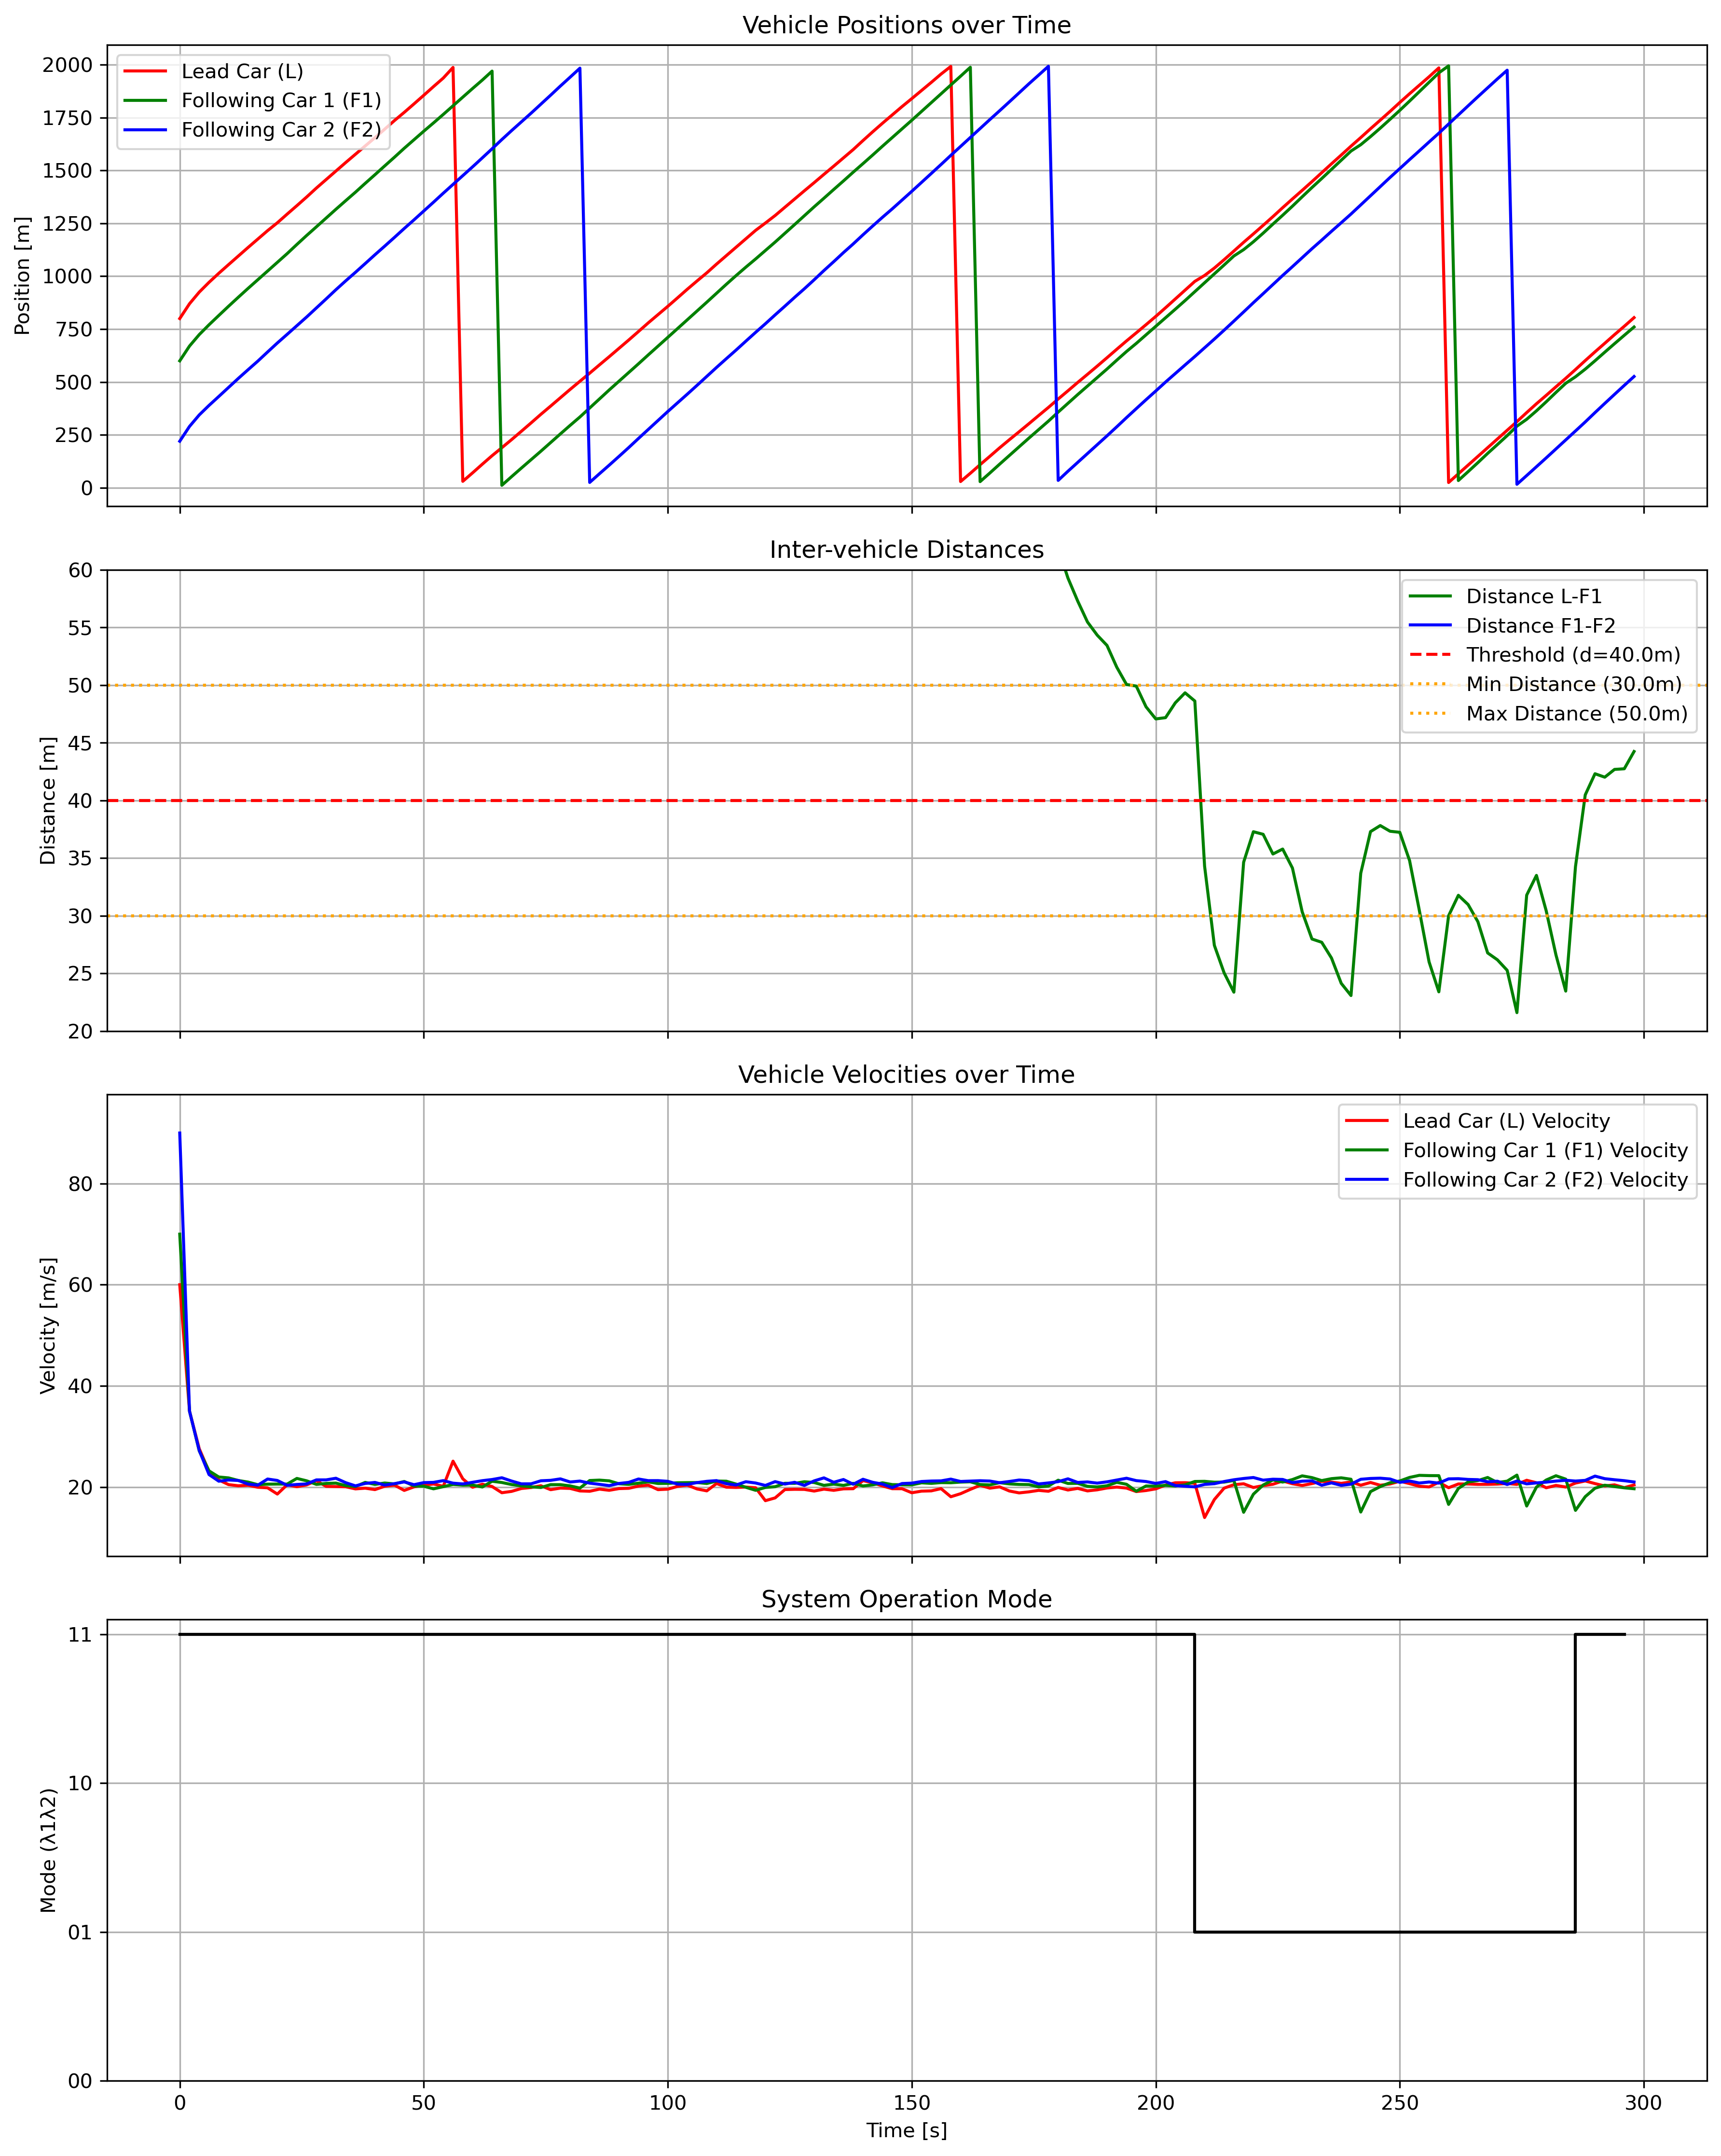 Vehicle Positions over Time
Position [m]
2000
1750
1500
1250
1000
750
500
250
0
Lead Car (L)
Following Car 1 (F1)
Following Car 2 (F2)
Inter-vehicle Distances
Distance [m]
60
55
50
45
40
35
30
25
20
Distance L-F1
Distance F1-F2
Threshold (d=40.0m)
Min Distance (30.0m)
Max Distance (50.0m)
Vehicle Velocities over Time
Velocity [m/s]
80
60
40
20
Lead Car (L) Velocity
Following Car 1 (F1) Velocity
Following Car 2 (F2) Velocity
System Operation Mode
Mode (λ1λ2)
11
10
01
00
0 50 100 150 200 250 300
Time [s]